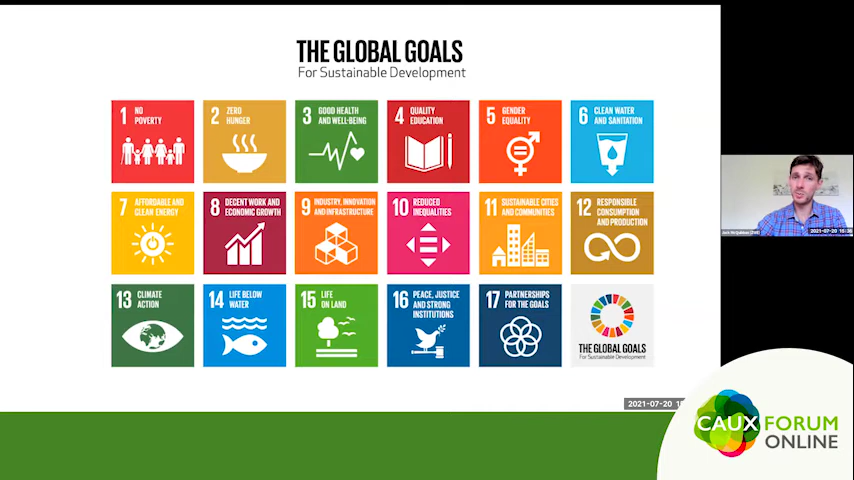 THE GLOBAL GOALS
For Sustainable Development
1 NO
POVERTY
2 ZERO
HUNGER
3 GOOD HEALTH
AND WELL-BEING
4 QUALITY
EDUCATION
5 GENDER
EQUALITY
6 CLEAN WATER
AND SANITATION
7 AFFORDABLE AND
CLEAN ENERGY
8 DECENT WORK AND
ECONOMIC GROWTH
9 INDUSTRY, INNOVATION
AND INFRASTRUCTURE
10 REDUCED
INEQUALITIES
11 SUSTAINABLE CITIES
AND COMMUNITIES
12 RESPONSIBLE
CONSUMPTION
AND PRODUCTION
13 CLIMATE
ACTION
14 LIFE BELOW
WATER
15 LIFE
ON LAND
16 PEACE, JUSTICE
AND STRONG
INSTITUTIONS
17 PARTNERSHIPS
FOR THE GOALS
THE GLOBAL GOALS
For Sustainable Development
2021-07-20
2021-07-20
CAUX FORUM
ONLINE